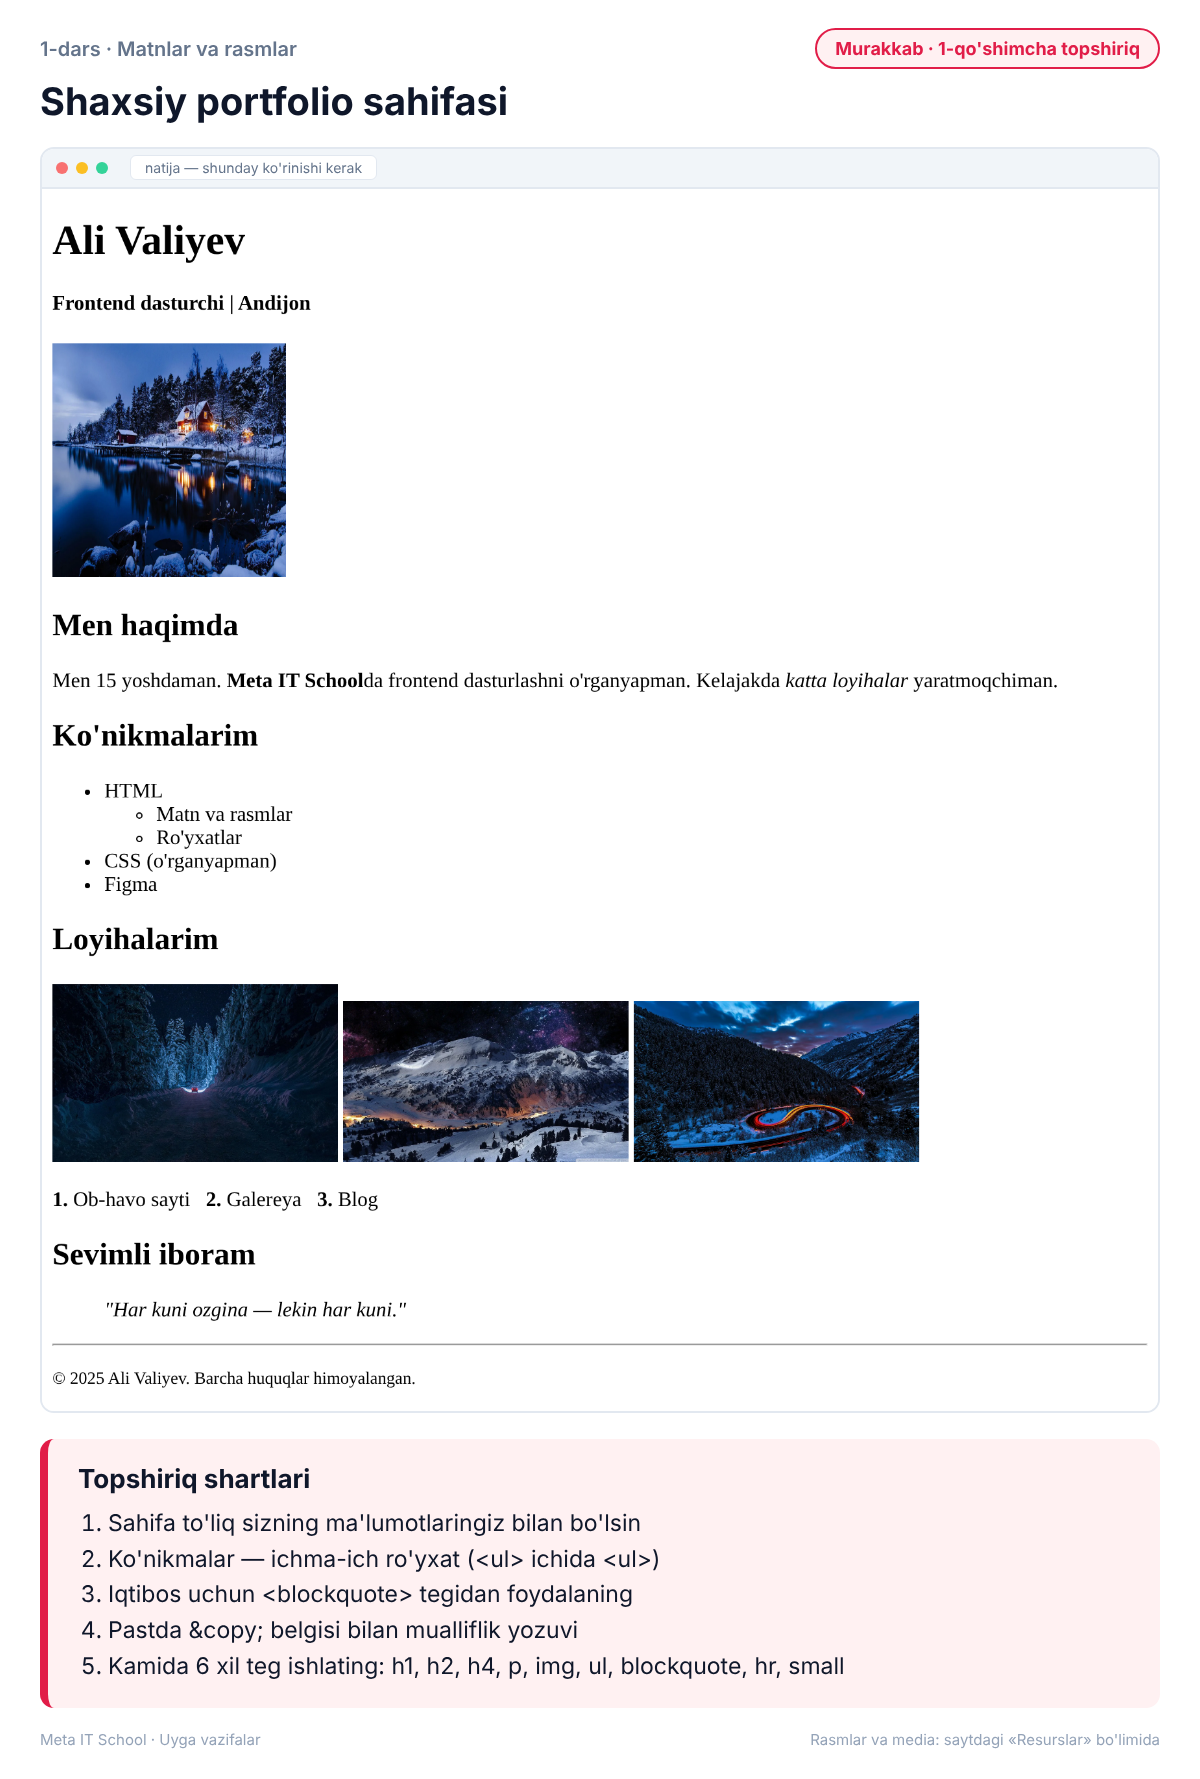 1-dars · Matnlar va rasmlar
Murakkab · 1-qo'shimcha topshiriq
Shaxsiy portfolio sahifasi
natija — shunday ko'rinishi kerak
Ali Valiyev
Frontend dasturchi | Andijon
Men haqimda
Men 15 yoshdaman. Meta IT Schoolda frontend dasturlashni o'rganyapman. Kelajakda katta loyihalar yaratmoqchiman.
Ko'nikmalarim
• HTML
◦ Matn va rasmlar
◦ Ro'yxatlar
• CSS (o'rganyapman)
• Figma
Loyihalarim
1. Ob-havo sayti 2. Galereya 3. Blog
Sevimli iboram
"Har kuni ozgina — lekin har kuni."
© 2025 Ali Valiyev. Barcha huquqlar himoyalangan.
Topshiriq shartlari
1. Sahifa to'liq sizning ma'lumotlaringiz bilan bo'lsin
2. Ko'nikmalar — ichma-ich ro'yxat (<ul> ichida <ul>)
3. Iqtibos uchun <blockquote> tegidan foydalaning
4. Pastda &copy; belgisi bilan mualliflik yozuvi
5. Kamida 6 xil teg ishlating: h1, h2, h4, p, img, ul, blockquote, hr, small
Meta IT School · Uyga vazifalar
Rasmlar va media: saytdagi «Resurslar» bo'limida